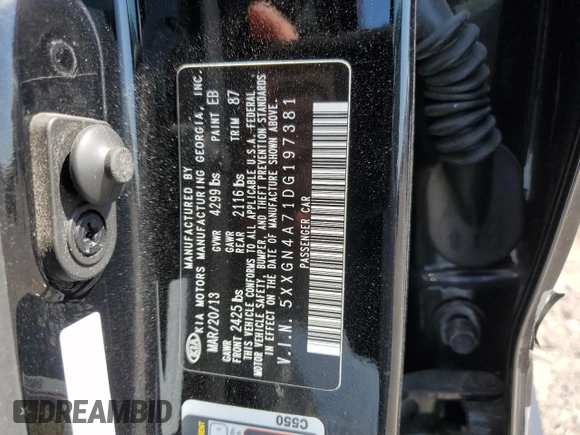 MANUFACTURED BY
KIA KIA MOTORS MANUFACTURING GEORGIA, INC.
MAR/20/13 GVWR 4299 lbs PAINT EB
GAWR FRONT 2425 lbs GAWR REAR 2116 lbs TRIM 87
THIS VEHICLE CONFORMS TO ALL APPLICABLE U.S.A. FEDERAL
MOTOR VEHICLE SAFETY, BUMPER, AND THEFT PREVENTION STANDARDS
IN EFFECT ON THE DATE OF MANUFACTURE SHOWN ABOVE.
V.I.N. 5XXGN4A71DG197381
PASSENGER CAR
C550
DREAMBID